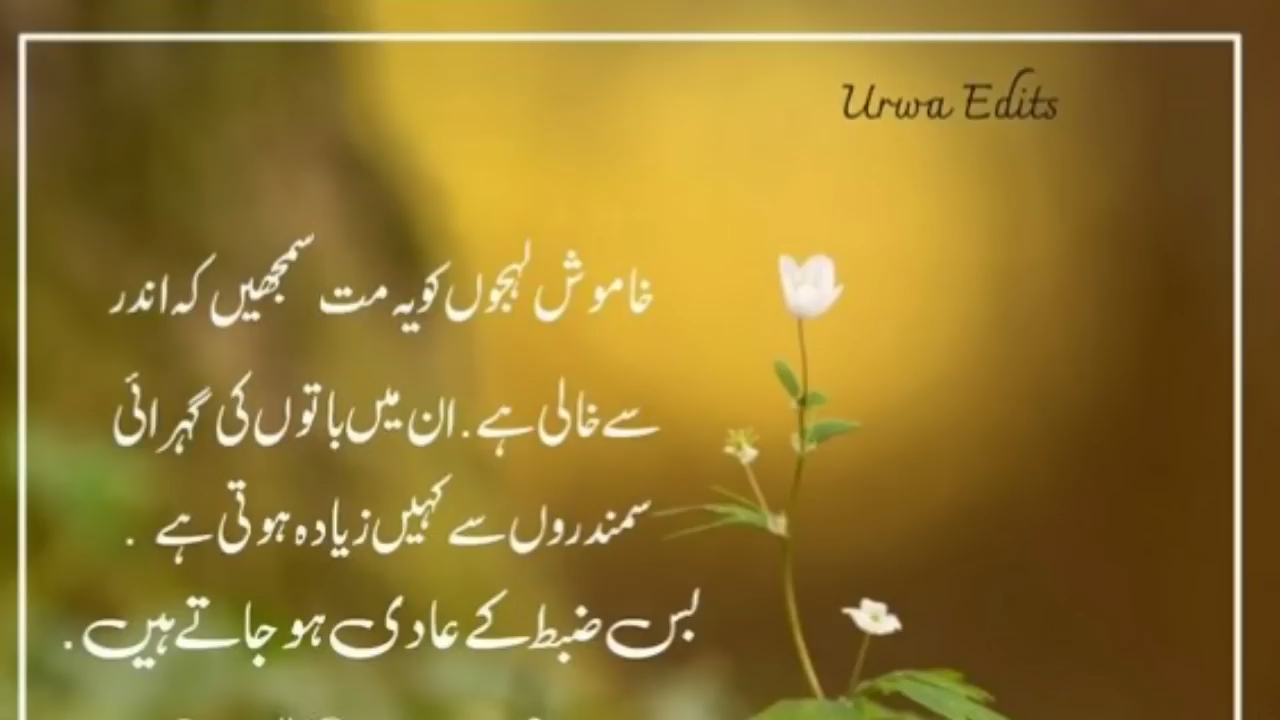 Urwa Edits
خاموش لہجوں کو یہ مت سمجھیں کہ اندر
سے خالی ہے. ان میں باتوں کی گہرائی
سمندروں سے کہیں زیادہ ہوتی ہے .
بس ضبط کے عادی ہو جاتے ہیں .